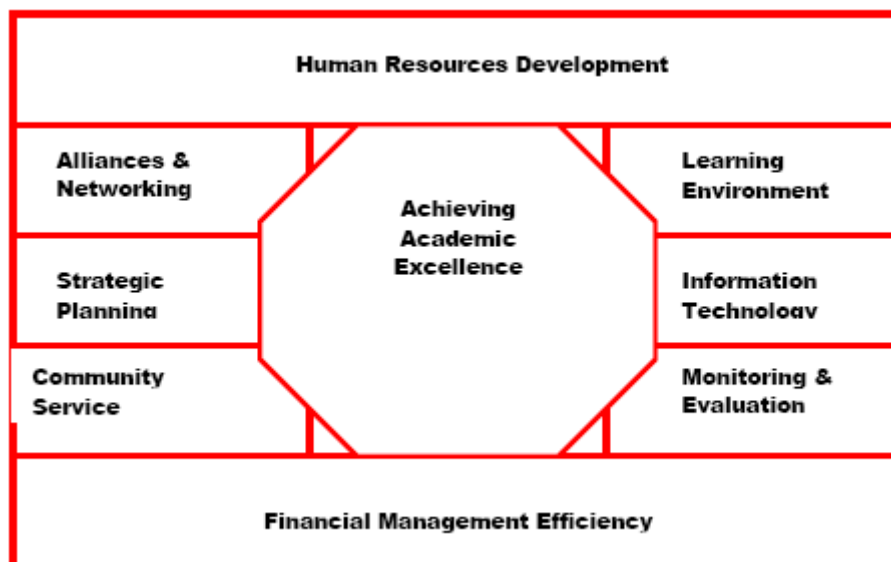 Human Resources Development
Alliances &
Networking
Achieving
Academic
Excellence
Learning
Environment
Strategic
Planning
Information
Technology
Community
Service
Monitoring &
Evaluation
Financial Management Efficiency